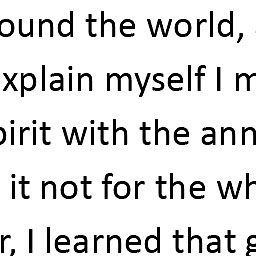 ound the world,
xplain myself I m
pirit with the ann
it not for the wh
r, I learned that g